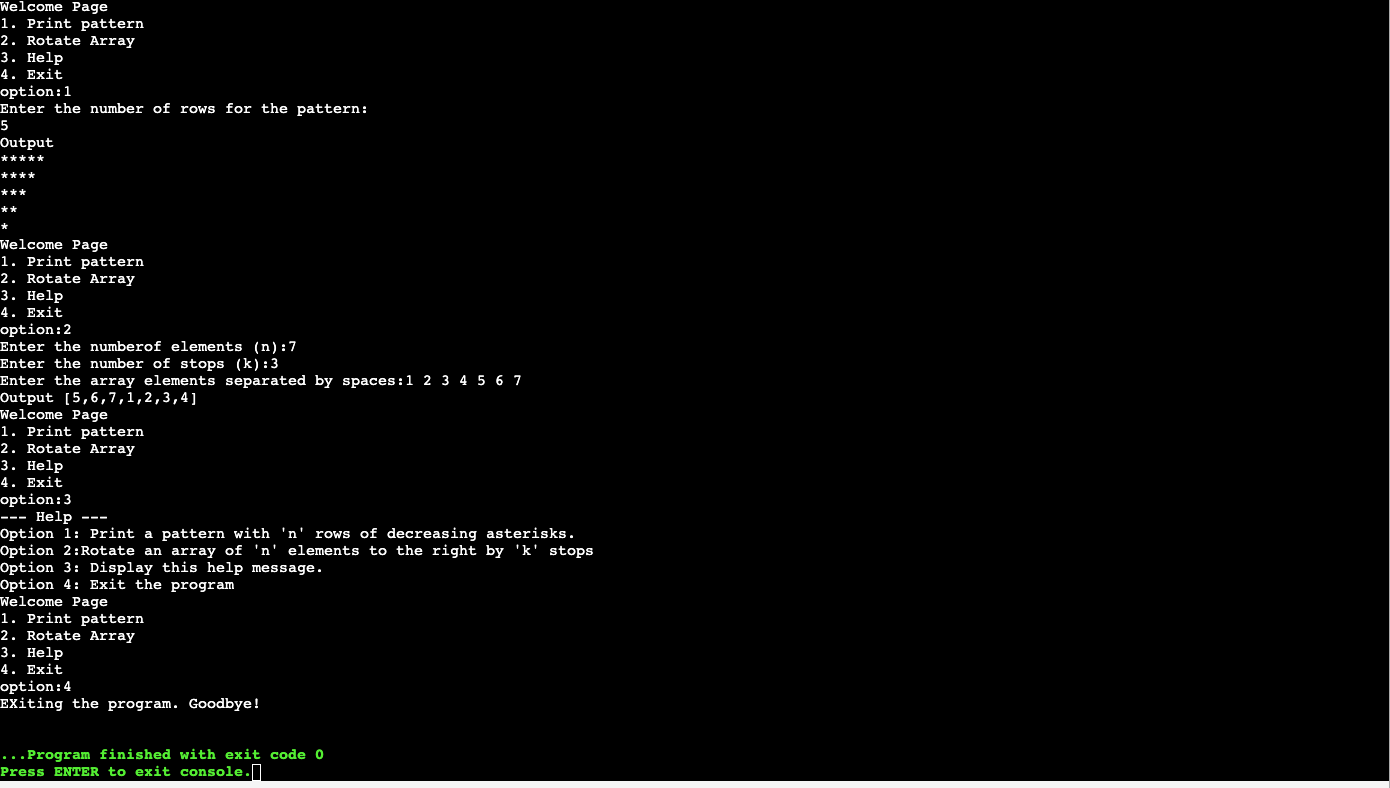 Welcome Page
1. Print pattern
2. Rotate Array
3. Help
4. Exit
option:1
Enter the number of rows for the pattern:
5
Output
*****
****
***
**
*
Welcome Page
1. Print pattern
2. Rotate Array
3. Help
4. Exit
option:2
Enter the numberof elements (n):7
Enter the number of stops (k):3
Enter the array elements separated by spaces:1 2 3 4 5 6 7
Output [5,6,7,1,2,3,4]
Welcome Page
1. Print pattern
2. Rotate Array
3. Help
4. Exit
option:3
--- Help ---
Option 1: Print a pattern with 'n' rows of decreasing asterisks.
Option 2:Rotate an array of 'n' elements to the right by 'k' stops
Option 3: Display this help message.
Option 4: Exit the program
Welcome Page
1. Print pattern
2. Rotate Array
3. Help
4. Exit
option:4
EXiting the program. Goodbye!
...Program finished with exit code 0
Press ENTER to exit console.